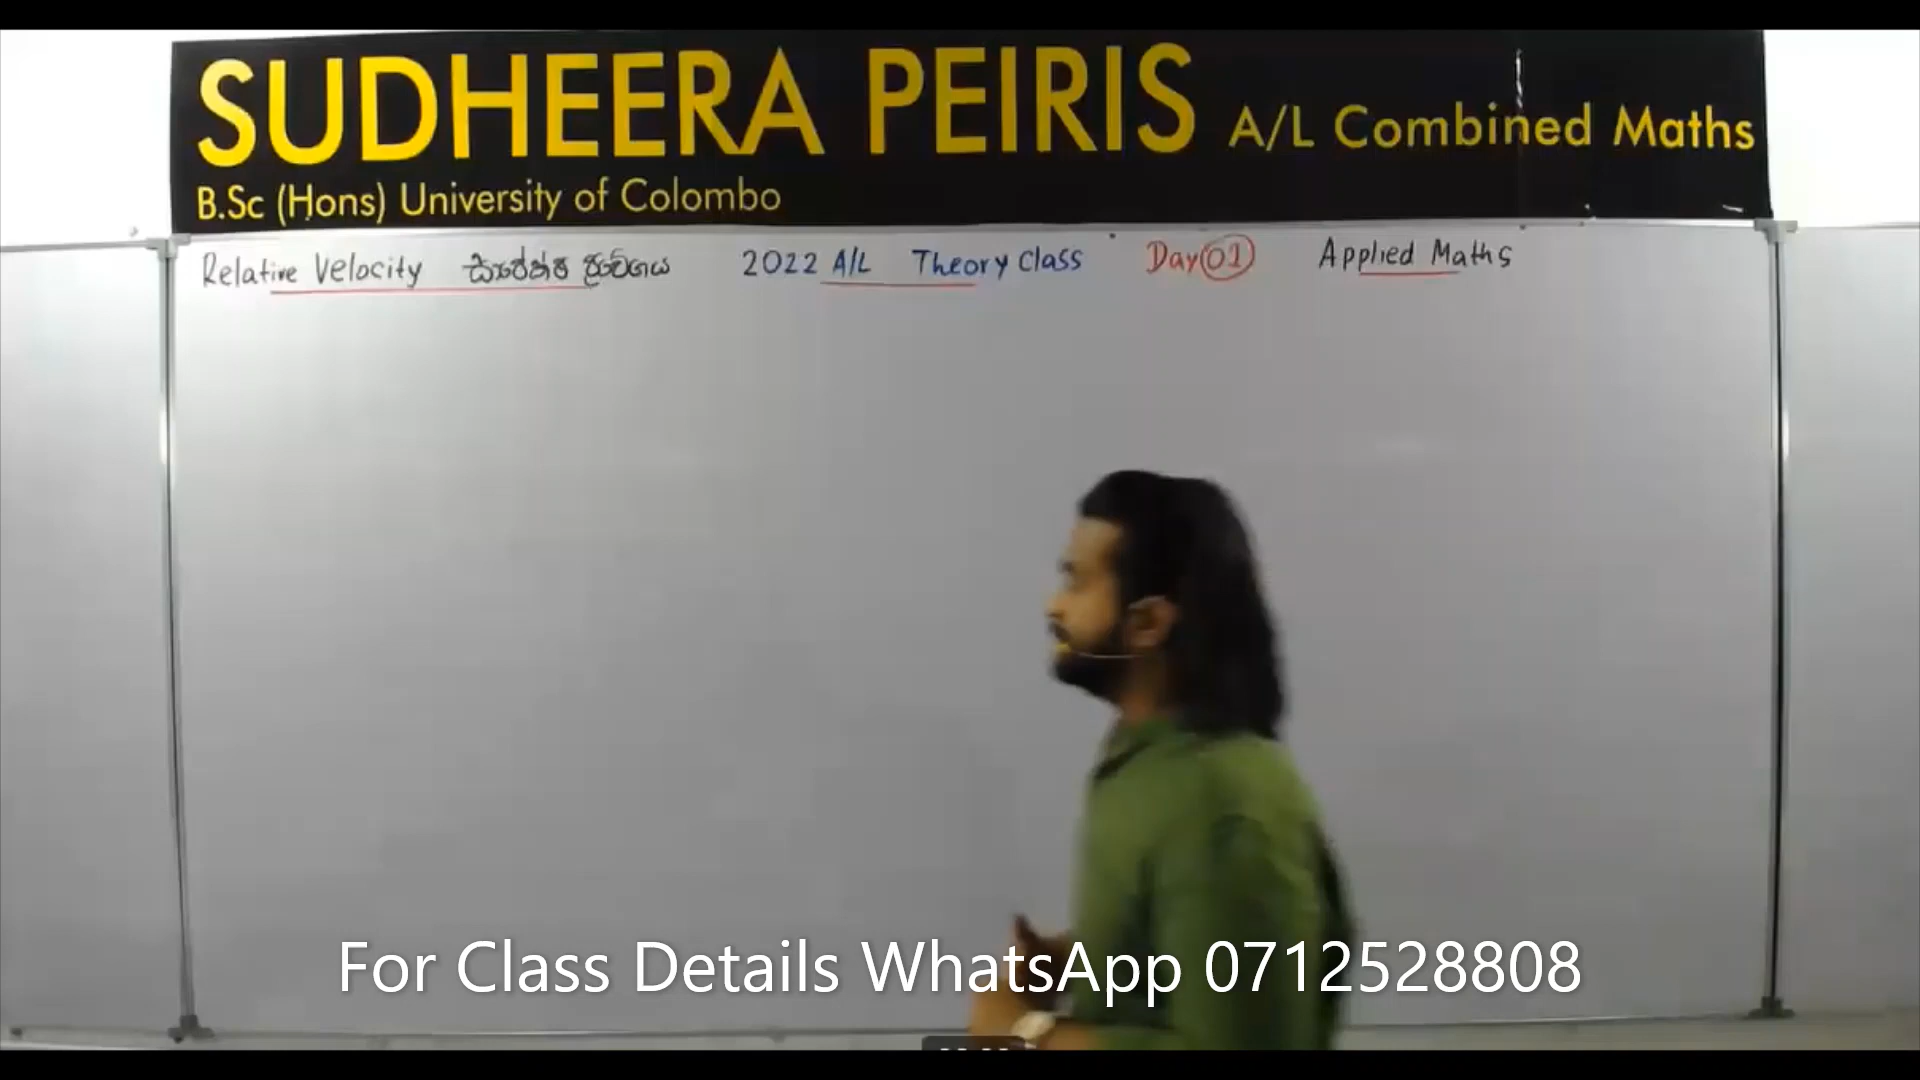 SUDHEERA PEIRIS A/L Combined Maths
B.Sc (Hons) University of Colombo
Relative Velocity සාපේක්ෂ ප්‍රවේගය 2022 A/L Theory Class Day 01 Applied Maths
For Class Details WhatsApp 0712528808